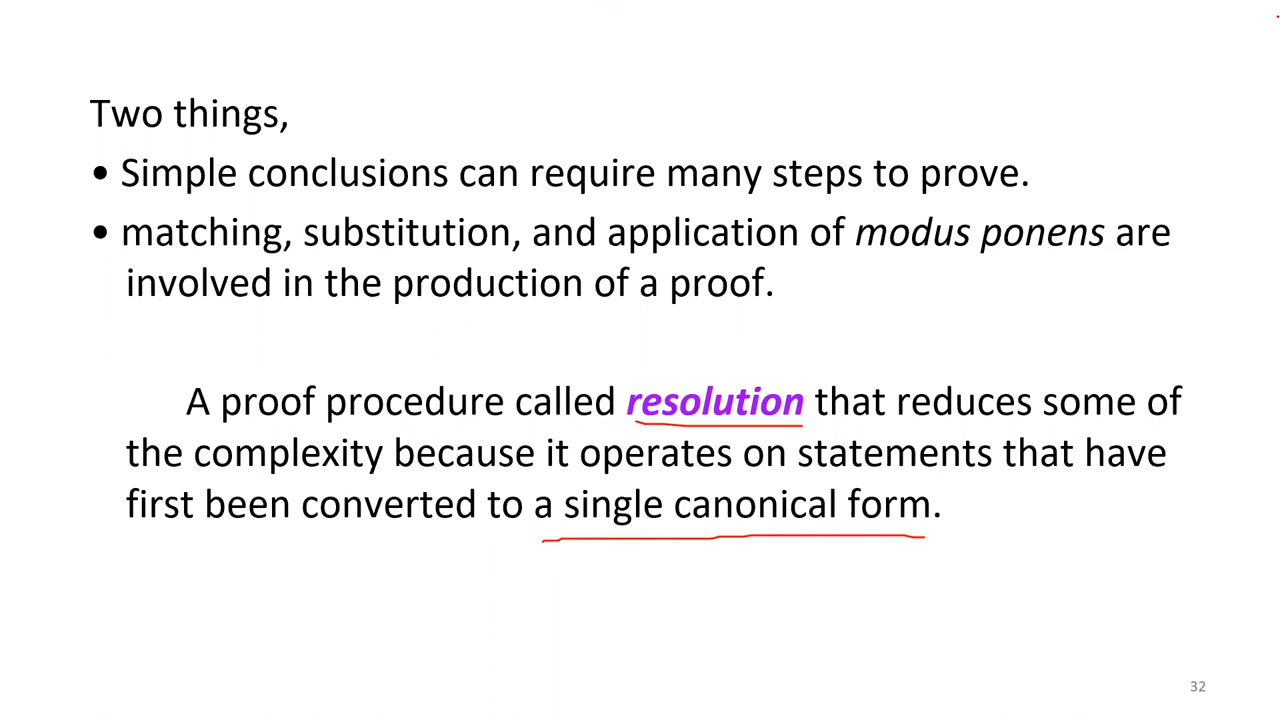 Two things,
• Simple conclusions can require many steps to prove.
• matching, substitution, and application of modus ponens are
involved in the production of a proof.
A proof procedure called resolution that reduces some of
the complexity because it operates on statements that have
first been converted to a single canonical form.
32